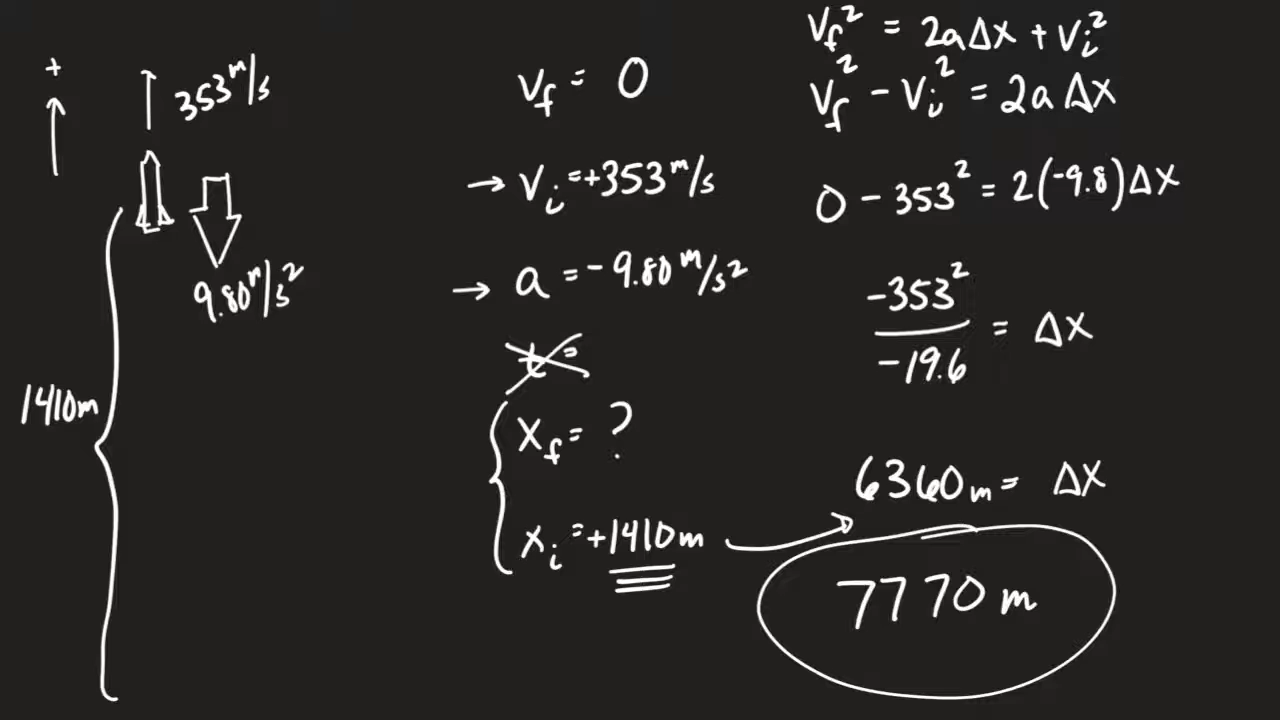 +
353 m/s
9.80 m/s²
1410m
v_f = 0
→ v_i = +353 m/s
→ a = -9.80 m/s²
t =
x_f = ?
x_i = +1410m
v_f² = 2aΔx + v_i²
v_f² - v_i² = 2aΔx
0 - 353² = 2(-9.8)Δx
-353²
-19.6
= Δx
6360m = Δx
7770 m